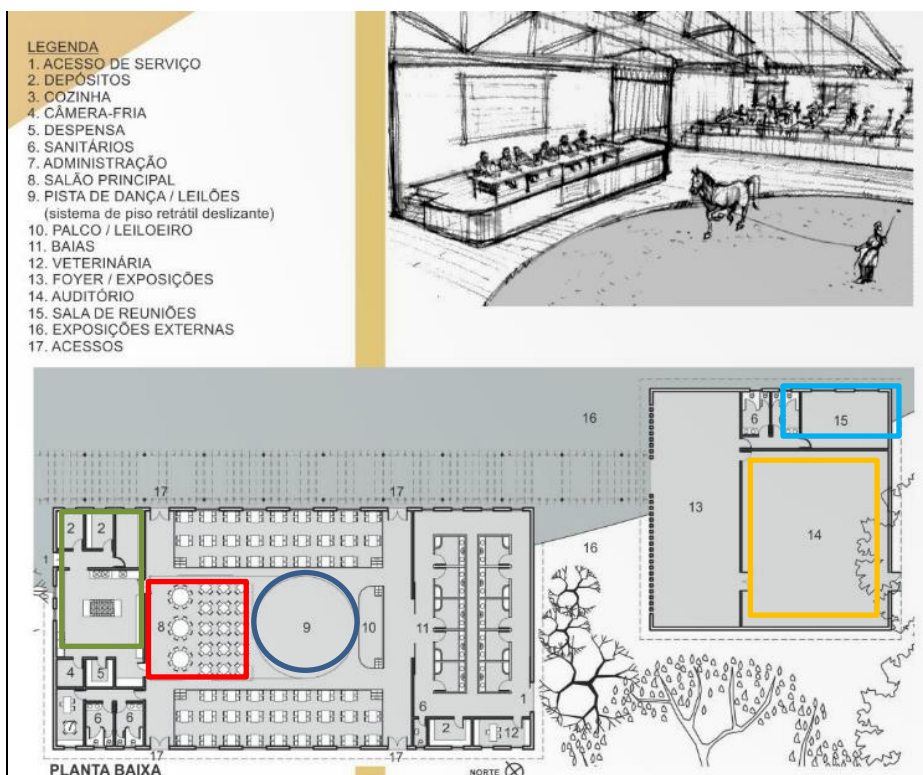 LEGENDA
1. ACESSO DE SERVIÇO
2. DEPÓSITOS
3. COZINHA
4. CÂMERA-FRIA
5. DESPENSA
6. SANITÁRIOS
7. ADMINISTRAÇÃO
8. SALÃO PRINCIPAL
9. PISTA DE DANÇA / LEILÕES
(sistema de piso retrátil deslizante)
10. PALCO / LEILOEIRO
11. BAIAS
12. VETERINÁRIA
13. FOYER / EXPOSIÇÕES
14. AUDITÓRIO
15. SALA DE REUNIÕES
16. EXPOSIÇÕES EXTERNAS
17. ACESSOS
16
6
15
17
17
13
14
2
2
16
1
8
9
10
11
4
5
7
6
6
6
2
12
1
17
17
PLANTA BAIXA
NORTE